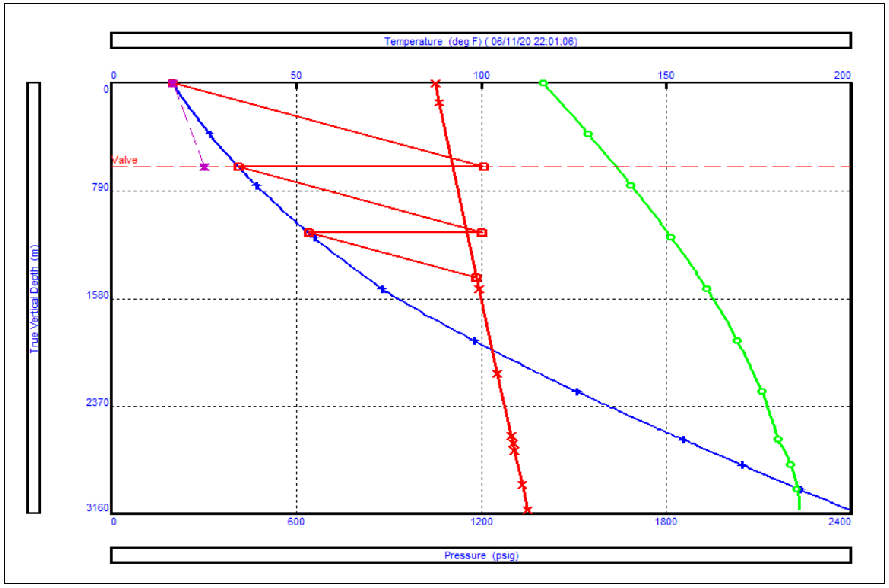 Temperature (deg F) ( 06/11/20 22:01:06)
0 50 100 150 200
0
Valve
790
1580
2370
3160
True Vertical Depth (m)
0 600 1200 1800 2400
Pressure (psig)